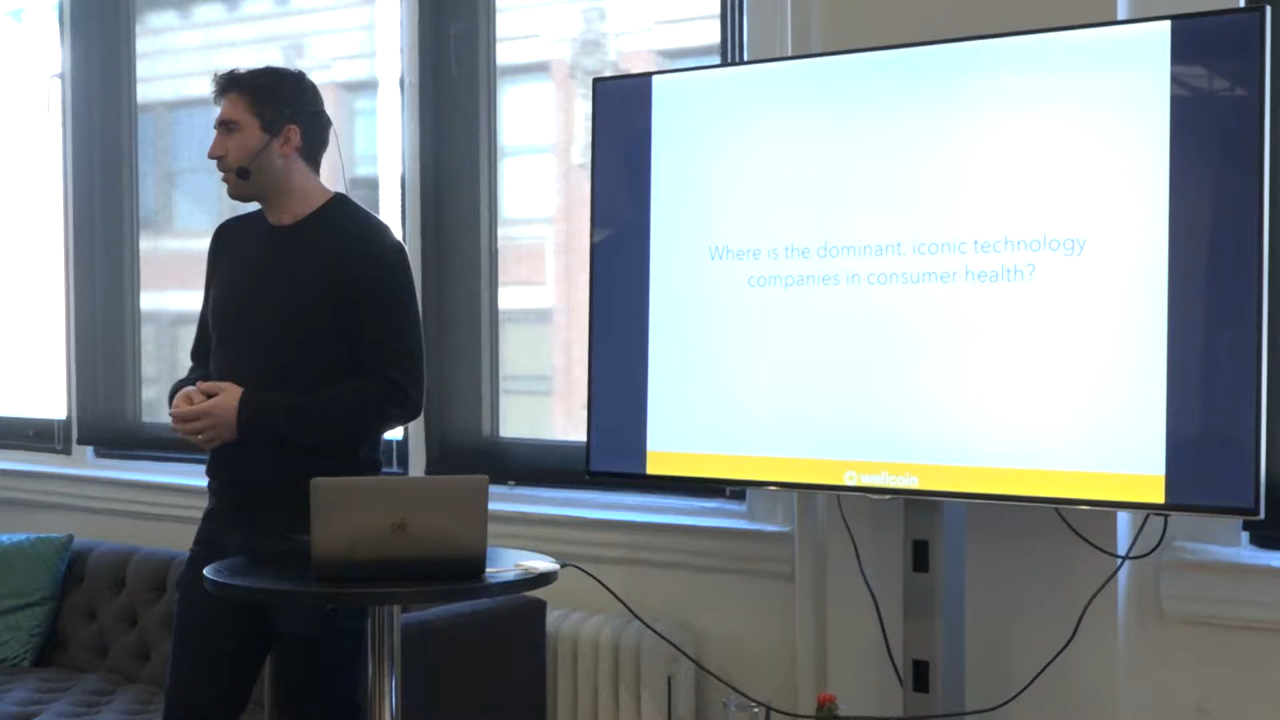 Where is the dominant, iconic technology
companies in consumer health?
wellcoin